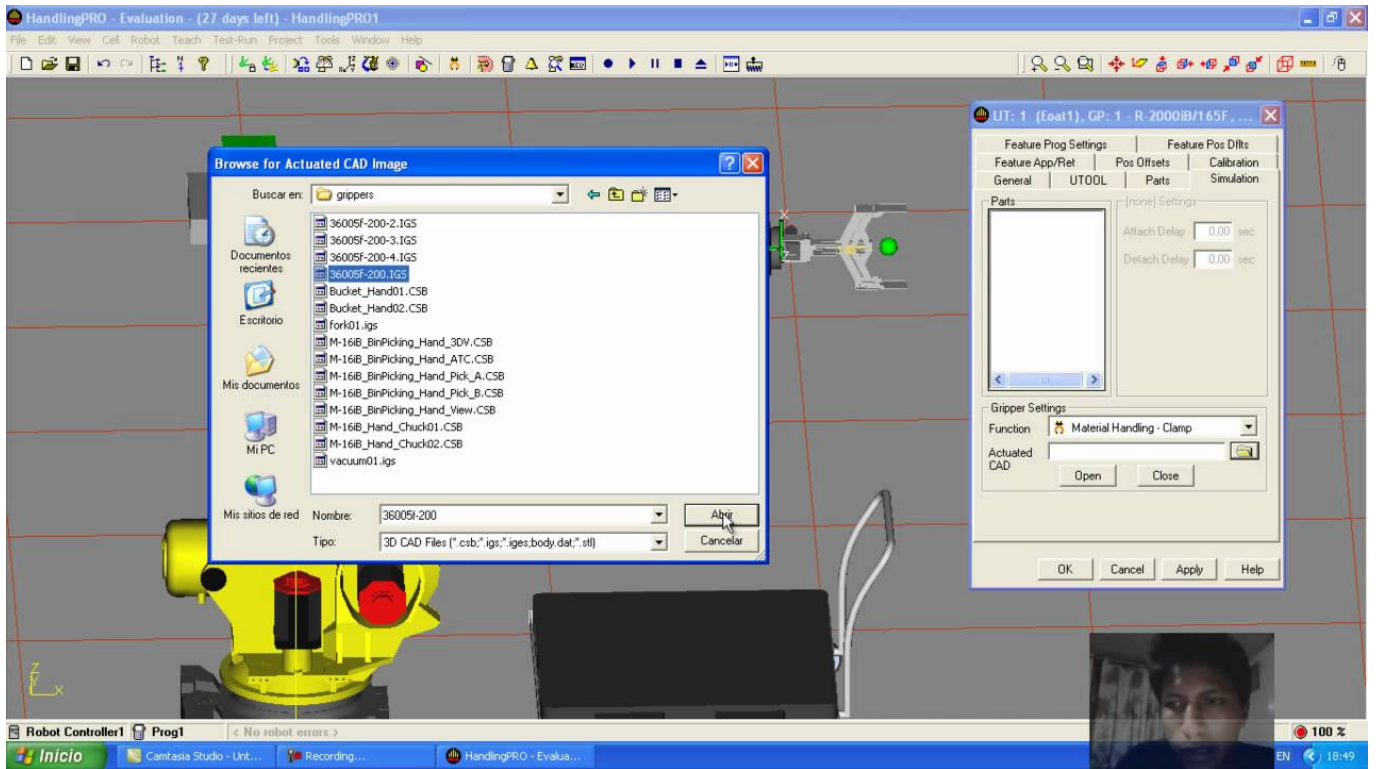 HandlingPRO - Evaluation - (27 days left) - HandlingPRO1
File Edit View Cell Robot Teach Test-Run Project Tools Window Help
Browse for Actuated CAD Image
Buscar en: grippers
Documentos recientes
Escritorio
Mis documentos
Mi PC
Mis sitios de red
36005f-200-2.IGS
36005f-200-3.IGS
36005f-200-4.IGS
36005f-200.IGS
Bucket_Hand01.CSB
Bucket_Hand02.CSB
fork01.igs
M-16iB_BinPicking_Hand_3DV.CSB
M-16iB_BinPicking_Hand_ATC.CSB
M-16iB_BinPicking_Hand_Pick_A.CSB
M-16iB_BinPicking_Hand_Pick_B.CSB
M-16iB_BinPicking_Hand_View.CSB
M-16iB_Hand_Chuck01.CSB
M-16iB_Hand_Chuck02.CSB
vacuum01.igs
Nombre: 36005f-200 Abrir
Tipo: 3D CAD Files (*.csb;*.igs;*.iges;body.dat;*.stl) Cancelar
UT: 1 (Eoat1), GP: 1 - R-2000iB/165F, ...
Feature Prog Settings Feature Pos Dflts
Feature App/Ret Pos Offsets Calibration
General UTOOL Parts Simulation
Parts [none] Settings
Attach Delay 0.00 sec
Detach Delay 0.00 sec
Gripper Settings
Function Material Handling - Clamp
Actuated CAD
Open Close
OK Cancel Apply Help
Z
Y
X
Robot Controller1 Prog1 < No robot errors > 100 %
Inicio Camtasia Studio - Unt... Recording... HandlingPRO - Evalua... EN 18:49